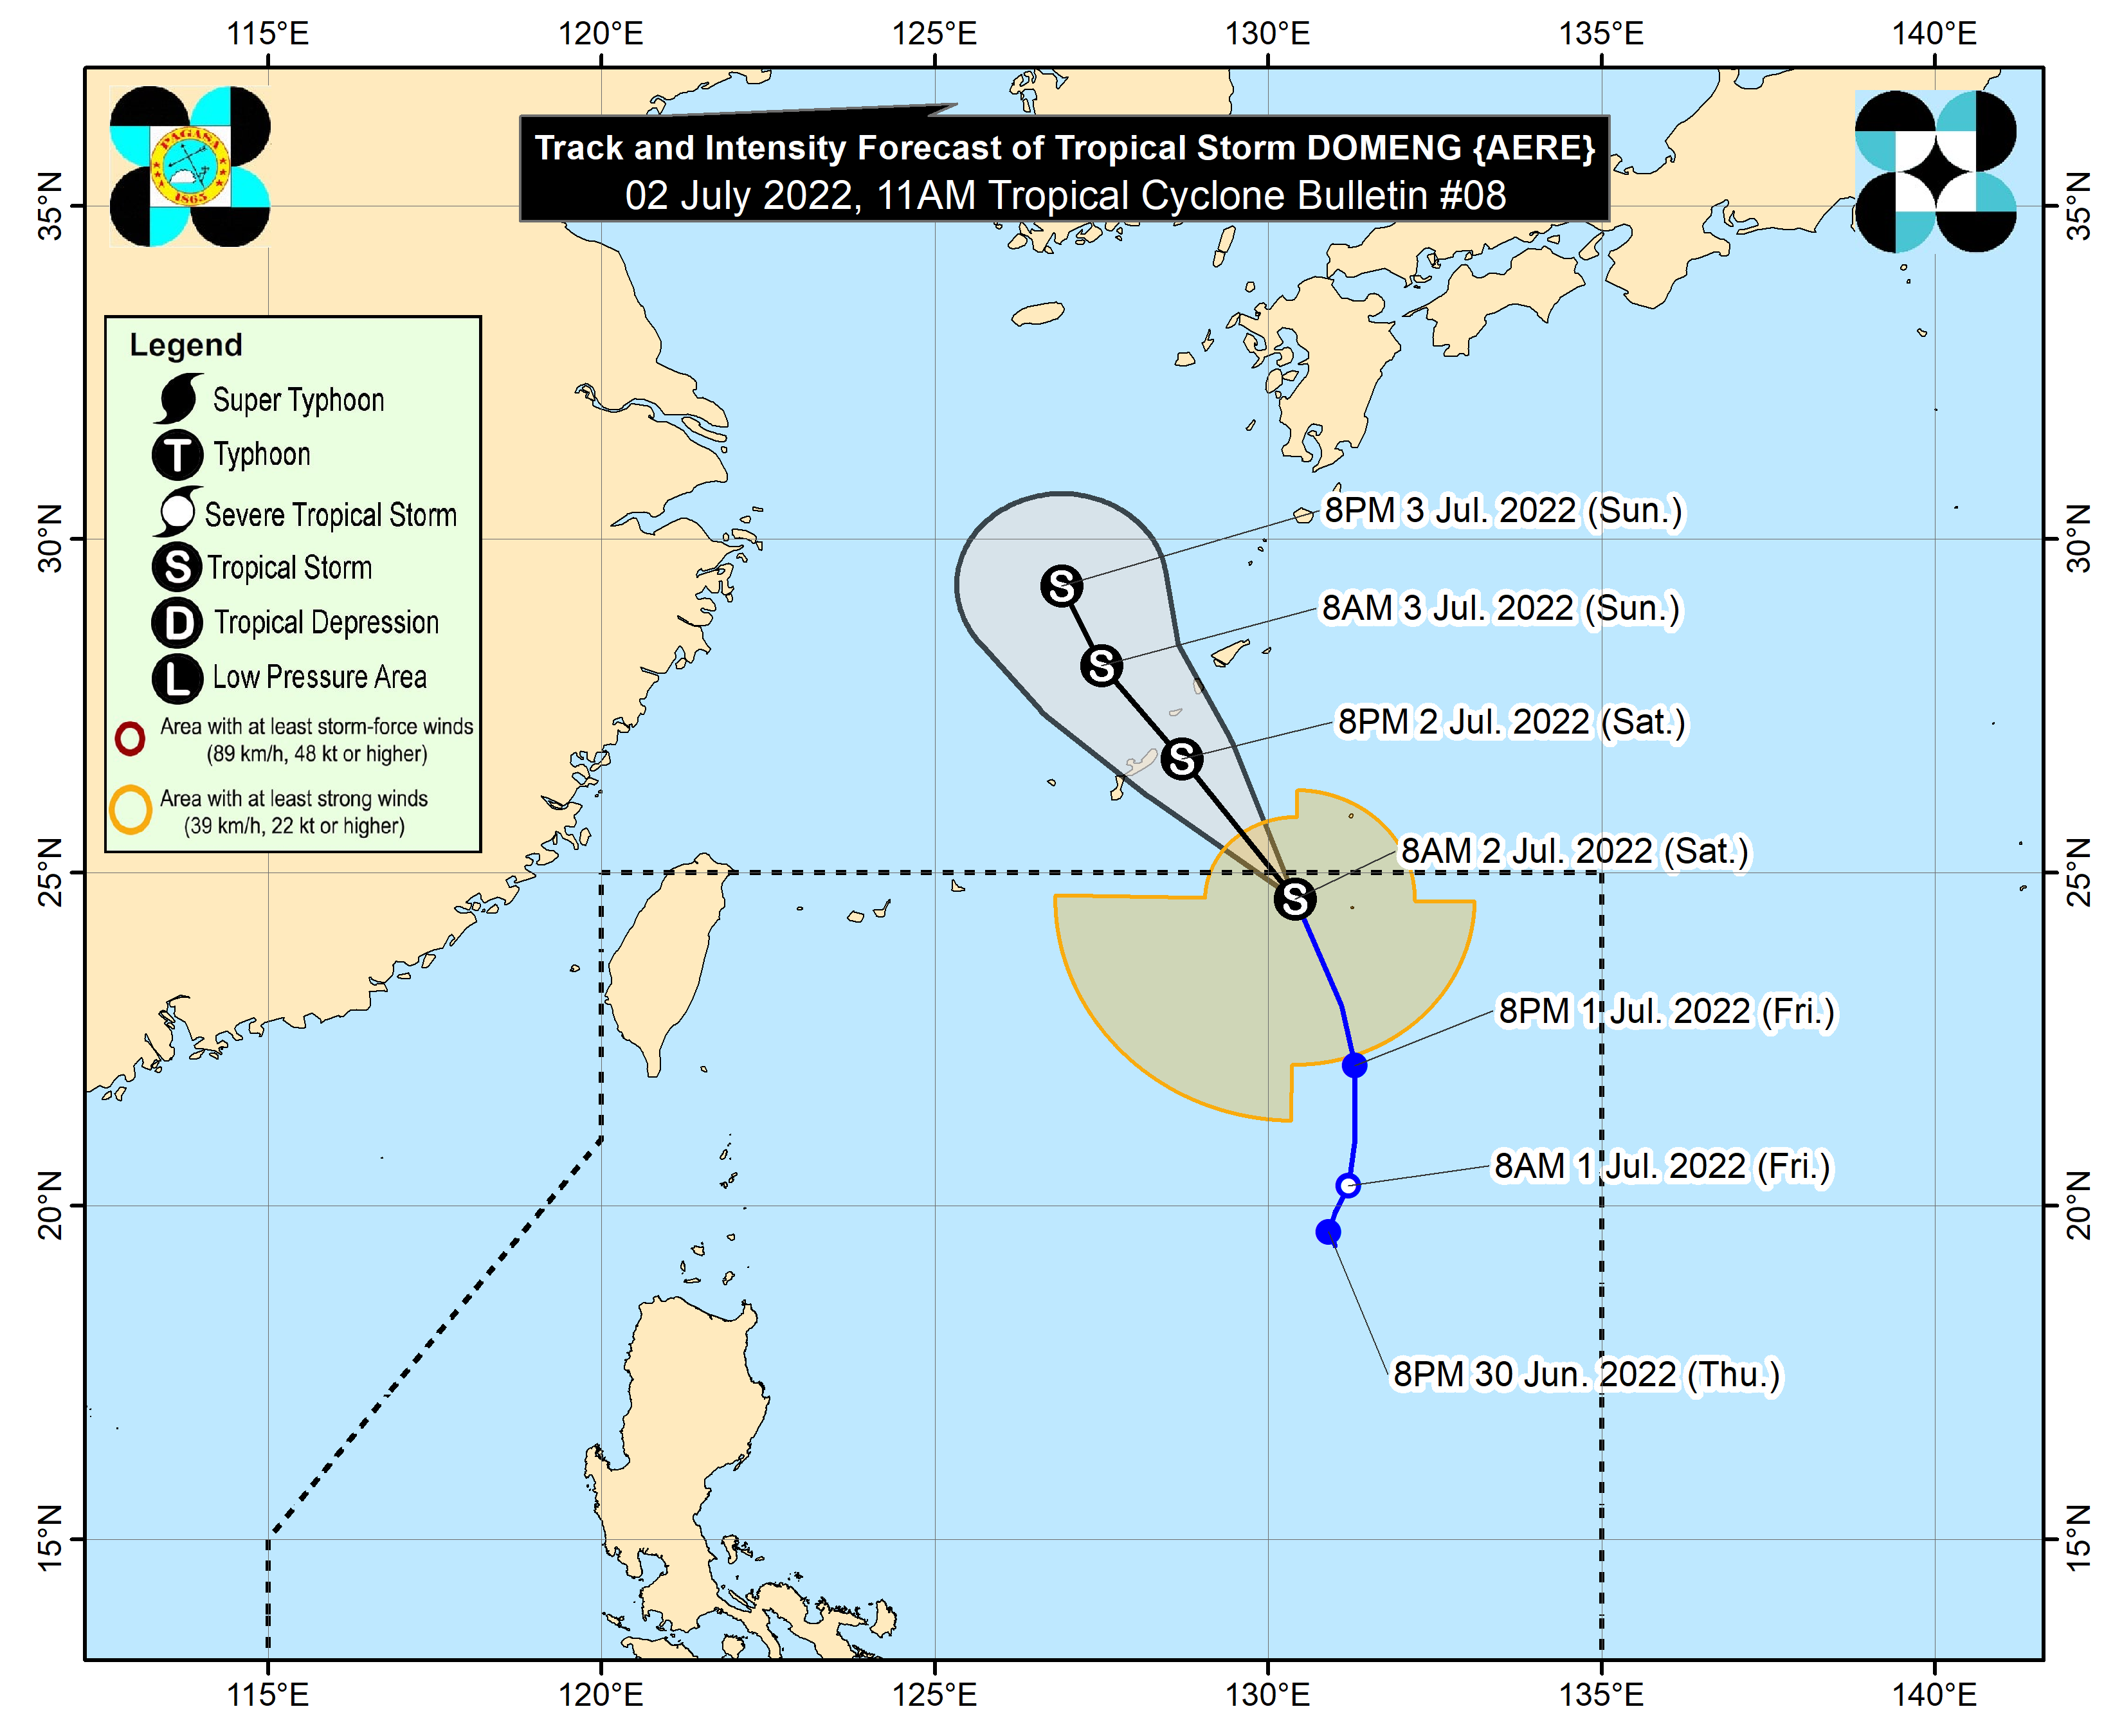 115°E 120°E 125°E 130°E 135°E 140°E
PAGASA
1865
Track and Intensity Forecast of Tropical Storm DOMENG {AERE}
02 July 2022, 11AM Tropical Cyclone Bulletin #08
35°N 35°N
Legend
Super Typhoon
T Typhoon
Severe Tropical Storm
S Tropical Storm
D Tropical Depression
L Low Pressure Area
Area with at least storm-force winds
(89 km/h, 48 kt or higher)
Area with at least strong winds
(39 km/h, 22 kt or higher)
30°N 30°N
8PM 3 Jul. 2022 (Sun.)
S
8AM 3 Jul. 2022 (Sun.)
S
8PM 2 Jul. 2022 (Sat.)
S
8AM 2 Jul. 2022 (Sat.)
25°N 25°N
S
8PM 1 Jul. 2022 (Fri.)
8AM 1 Jul. 2022 (Fri.)
20°N 20°N
8PM 30 Jun. 2022 (Thu.)
15°N 15°N
115°E 120°E 125°E 130°E 135°E 140°E